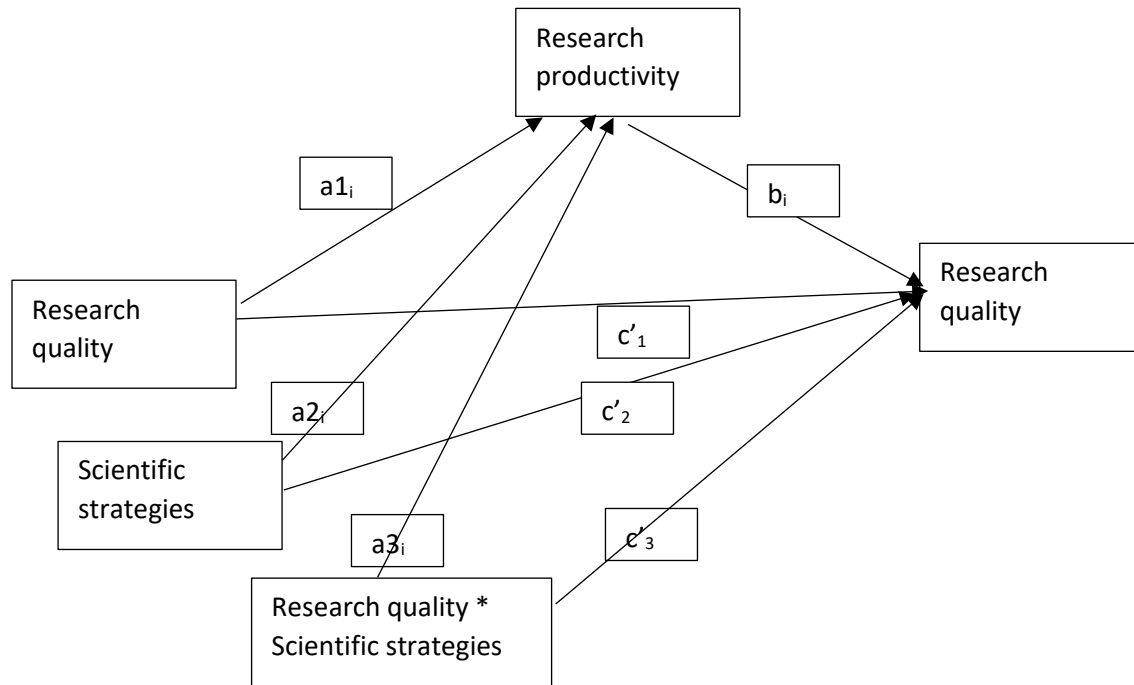 Research
productivity
a1ᵢ
bᵢ
Research
quality
Research
quality
c’₁
a2ᵢ
c’₂
Scientific
strategies
a3ᵢ
c’₃
Research quality *
Scientific strategies